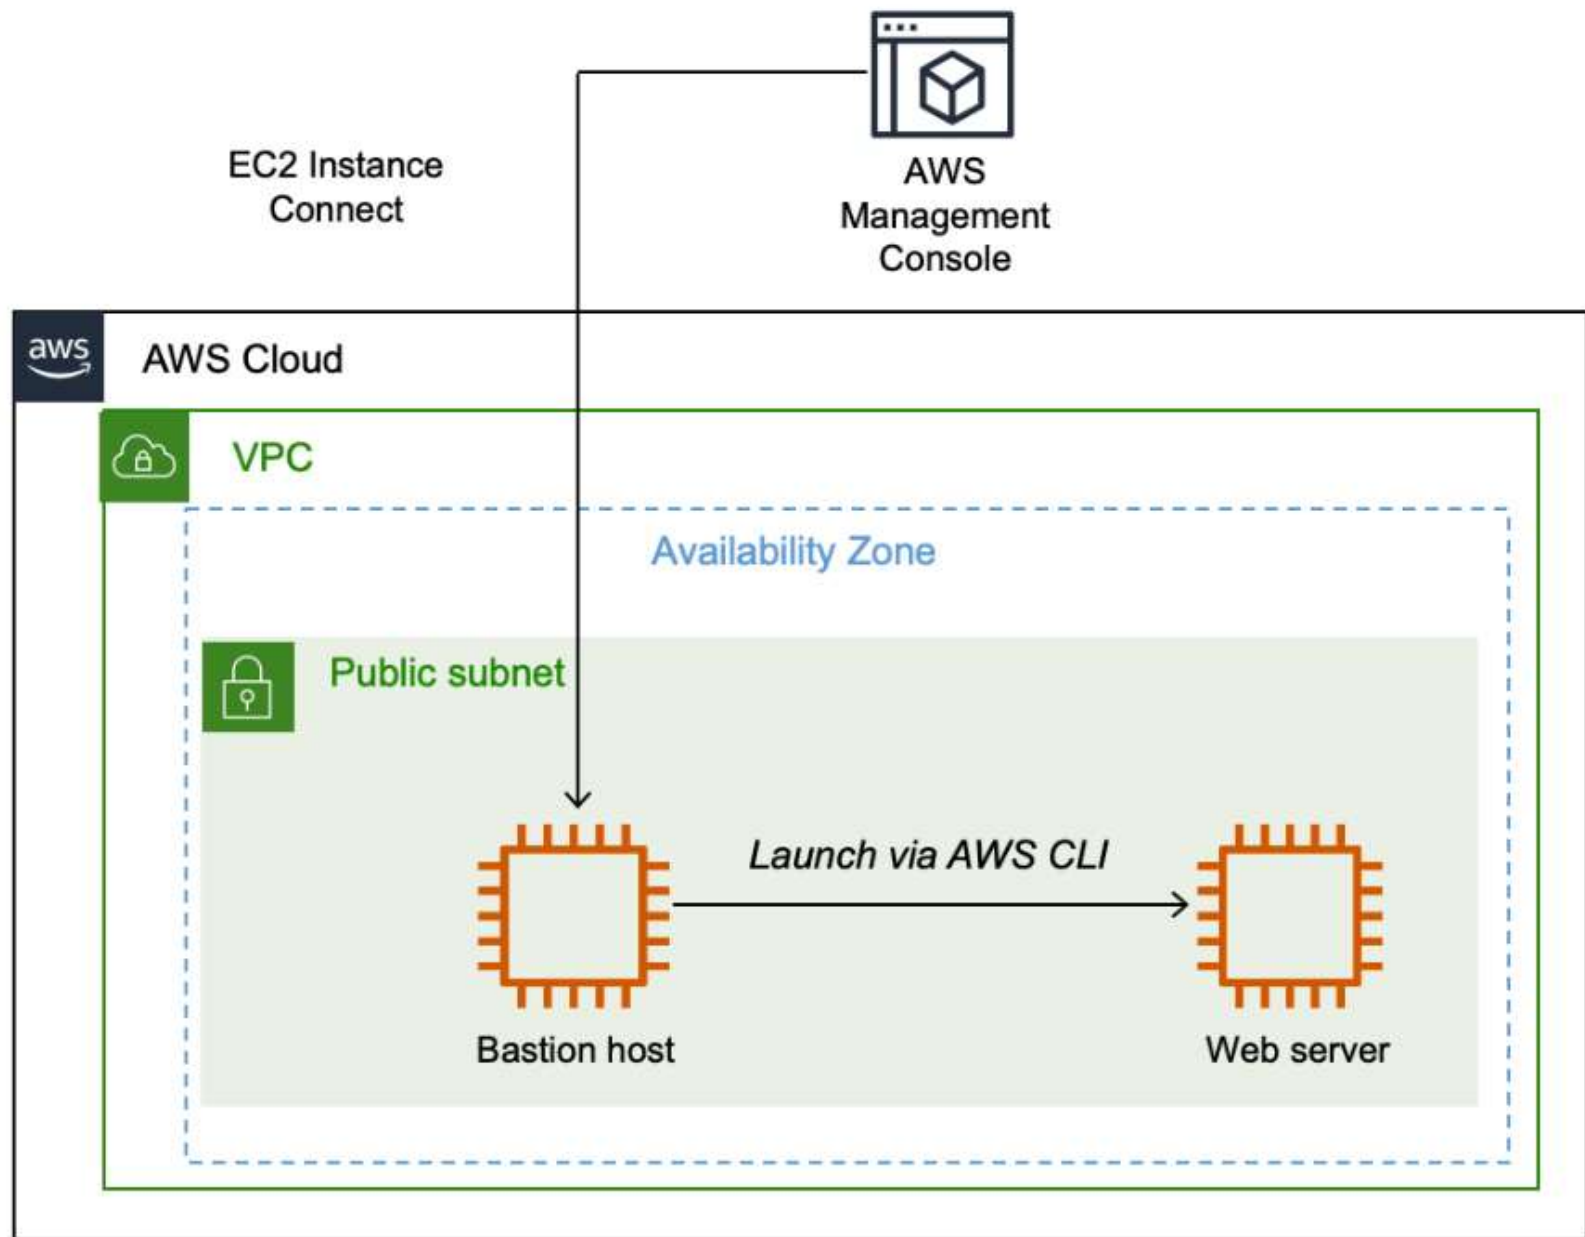 EC2 Instance
Connect
AWS
Management
Console
aws
AWS Cloud
VPC
Availability Zone
Public subnet
Launch via AWS CLI
Bastion host
Web server